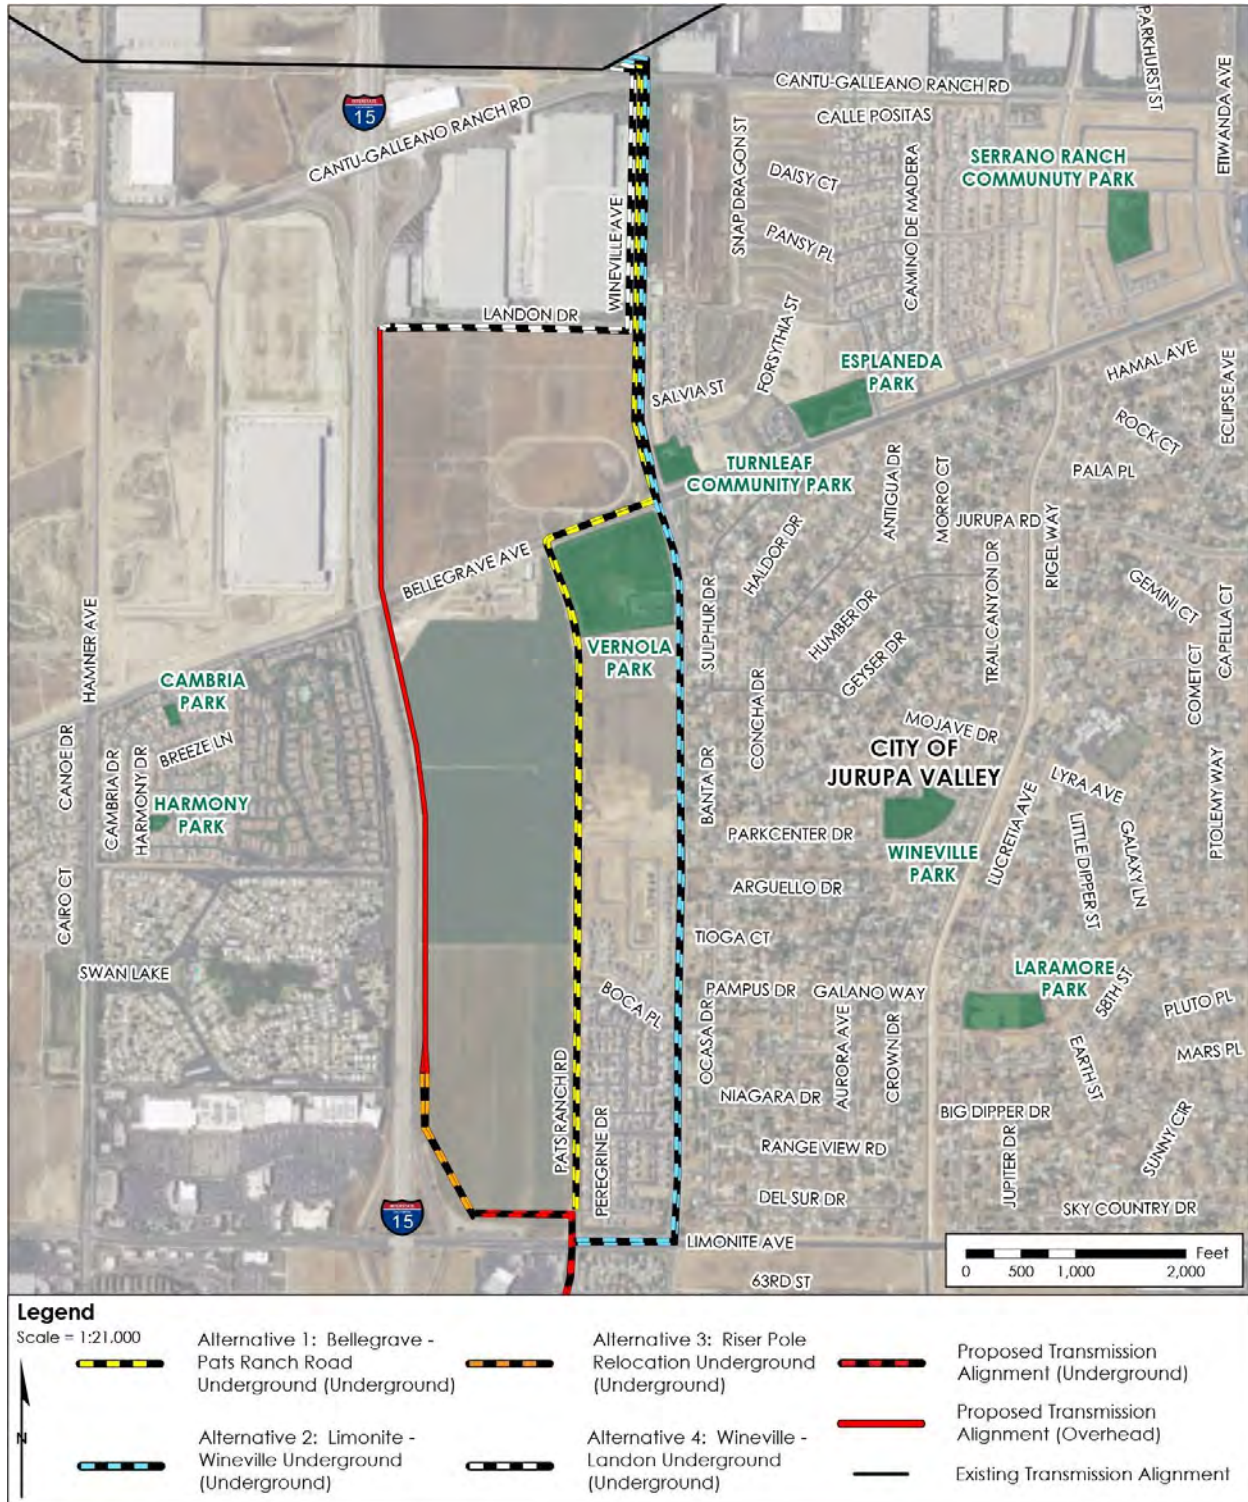 PARKHURST ST
ETIWANDA AVE
CANTU-GALLEANO RANCH RD
INTERSTATE
15
CANTU-GALLEANO RANCH RD
CALLE POSITAS
SERRANO RANCH
COMMUNUTY PARK
SNAP DRAGON ST
DAISY CT
PANSY PL
CAMINO DE MADERA
WINEVILLE AVE
LANDON DR
FORSYTHIA ST
SALVIA ST
ESPLANEDA
PARK
HAMAL AVE
ECLIPSE AVE
ROCK CT
PALA PL
TURNLEAF
COMMUNITY PARK
ANTIGUA DR
MORRO CT
JURUPA RD
RIGEL WAY
HALDOR DR
TRAIL CANYON DR
BELLEGRAVE AVE
GEMINI CT
CAPELLA CT
HUMBER DR
SULPHUR DR
GEYSER DR
VERNOLA
PARK
HAMNER AVE
CAMBRIA
PARK
COMET CT
CONCHA DR
MOJAVE DR
CITY OF
JURUPA VALLEY
CANOE DR
CAMBRIA DR
HARMONY DR
BREEZE LN
HARMONY
PARK
BANTA DR
LYRA AVE
PTOLEMY WAY
PARKCENTER DR
WINEVILLE
PARK
LUCRETIA AVE
LITTLE DIPPER ST
GALAXY LN
ARGUELLO DR
CAIRO CT
TIOGA CT
SWAN LAKE
LARAMORE
PARK
58TH ST
BOCA PL
PAMPUS DR
GALANO WAY
PLUTO PL
OCASA DR
AURORA AVE
CROWN DR
EARTH ST
MARS PL
PATS RANCH RD
PEREGRINE DR
NIAGARA DR
BIG DIPPER DR
RANGE VIEW RD
JUPITER DR
SUNNY CIR
DEL SUR DR
SKY COUNTRY DR
INTERSTATE
15
LIMONITE AVE
63RD ST
Feet
0 500 1,000 2,000
Legend
Scale = 1:21,000
N
Alternative 1: Bellegrave -
Pats Ranch Road
Underground (Underground)
Alternative 2: Limonite -
Wineville Underground
(Underground)
Alternative 3: Riser Pole
Relocation Underground
(Underground)
Alternative 4: Wineville -
Landon Underground
(Underground)
Proposed Transmission
Alignment (Underground)
Proposed Transmission
Alignment (Overhead)
Existing Transmission Alignment